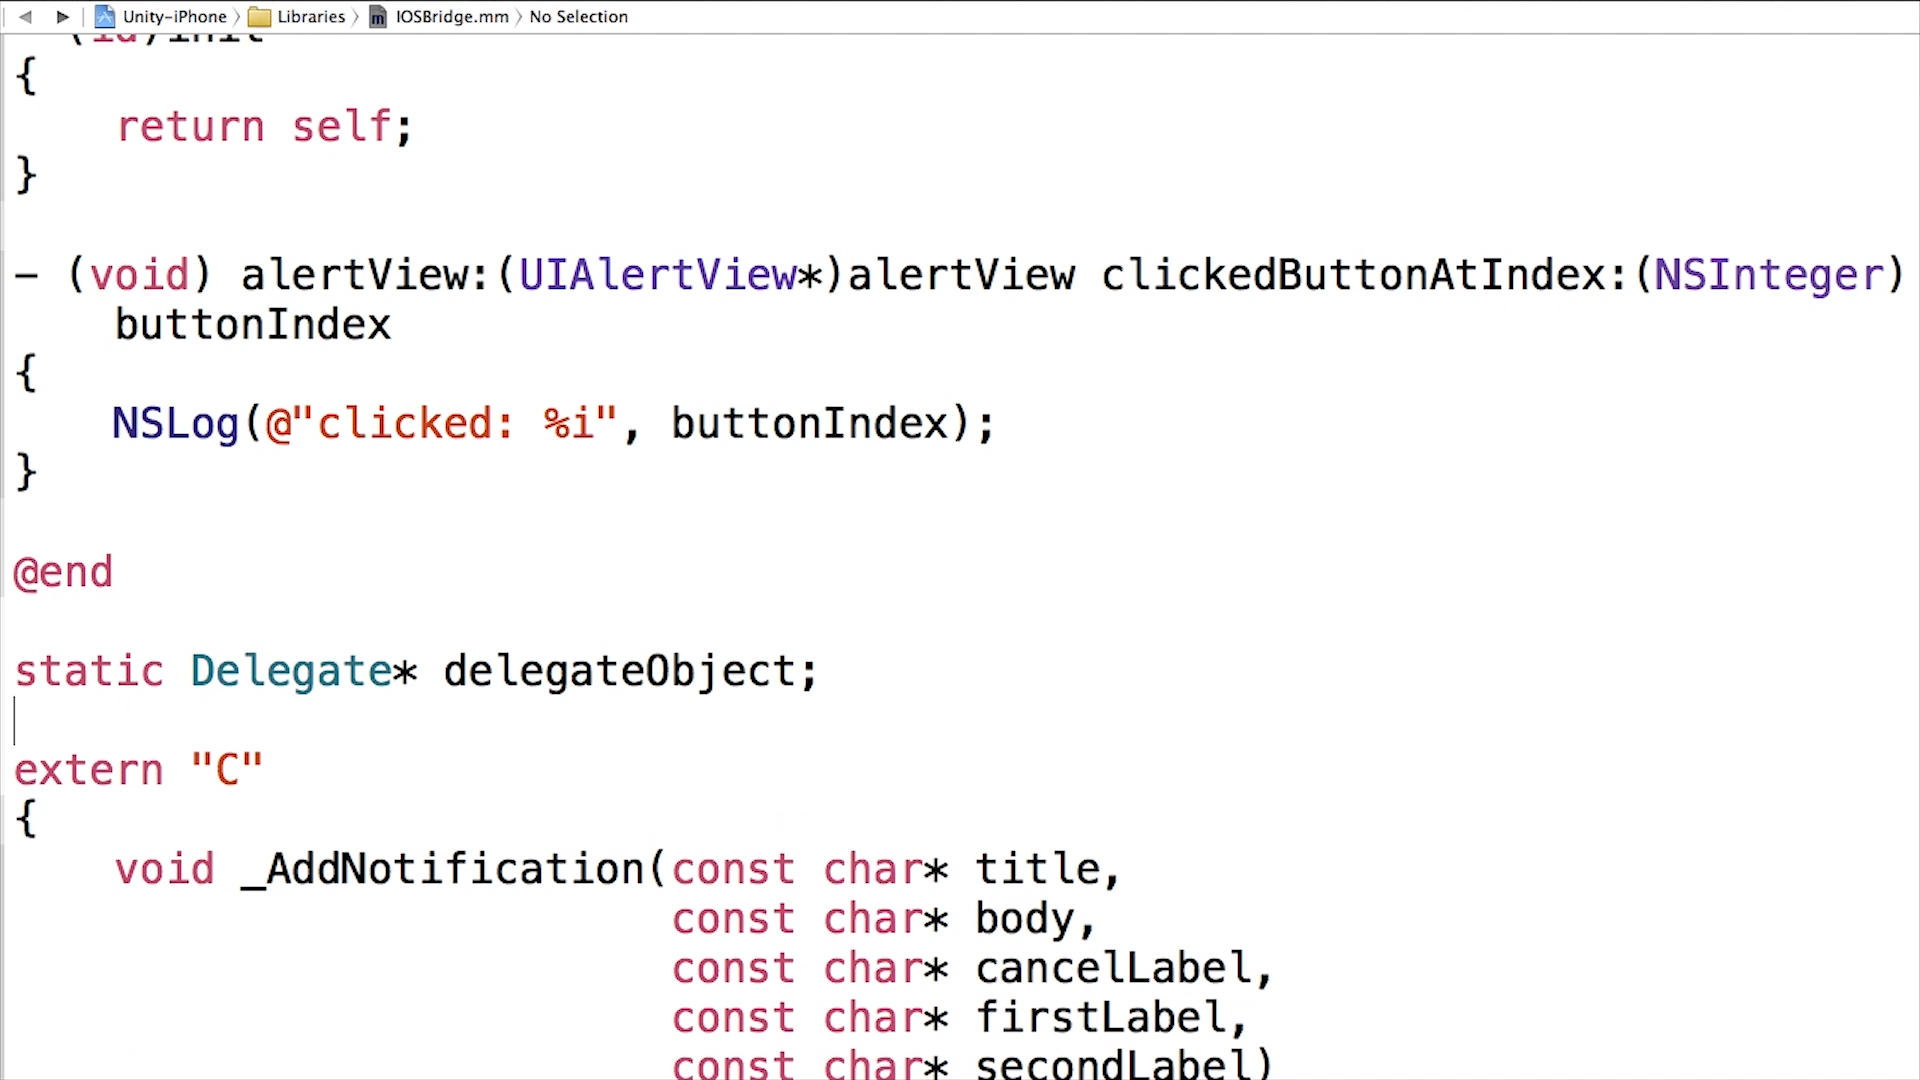 Unity-iPhone Libraries IOSBridge.mm No Selection
(id)init
{
return self;
}
- (void) alertView:(UIAlertView*)alertView clickedButtonAtIndex:(NSInteger)
buttonIndex
{
NSLog(@"clicked: %i", buttonIndex);
}
@end
static Delegate* delegateObject;
extern "C"
{
void _AddNotification(const char* title,
const char* body,
const char* cancelLabel,
const char* firstLabel,
const char* secondLabel)